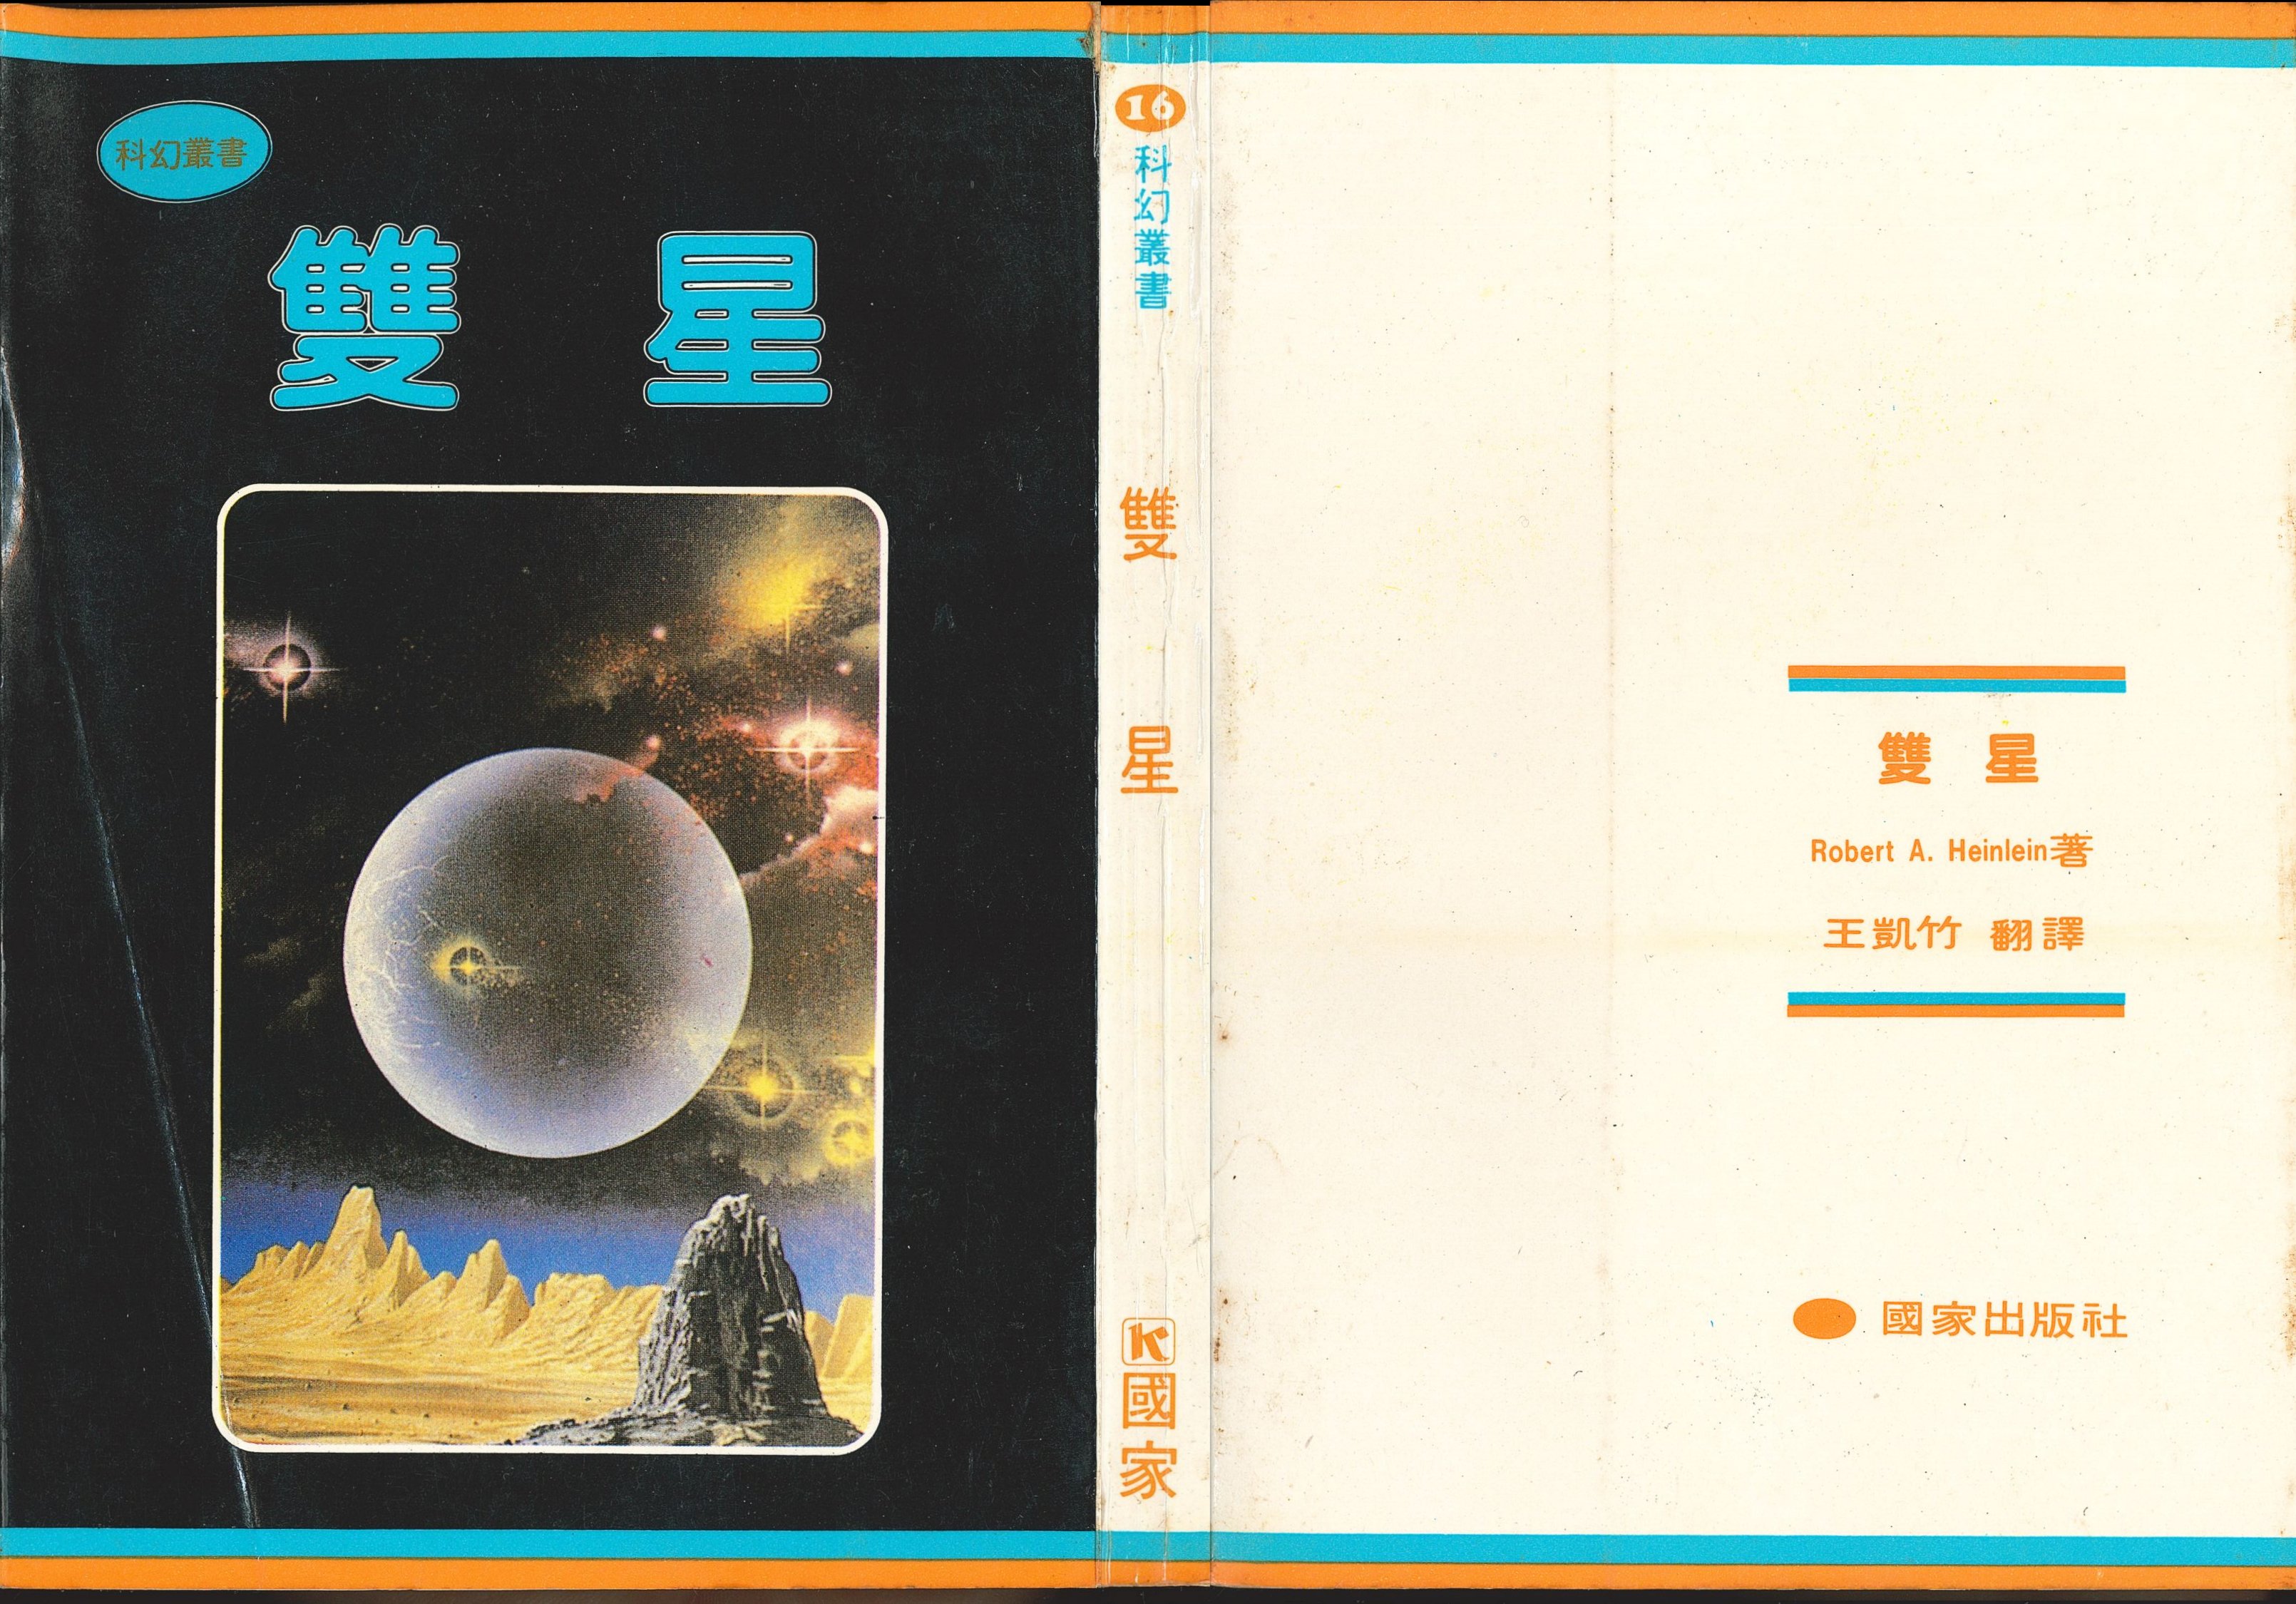 科幻叢書
雙 星
16
科幻叢書
雙 星
K
國家
雙 星
Robert A. Heinlein著
王凱竹 翻譯
國家出版社